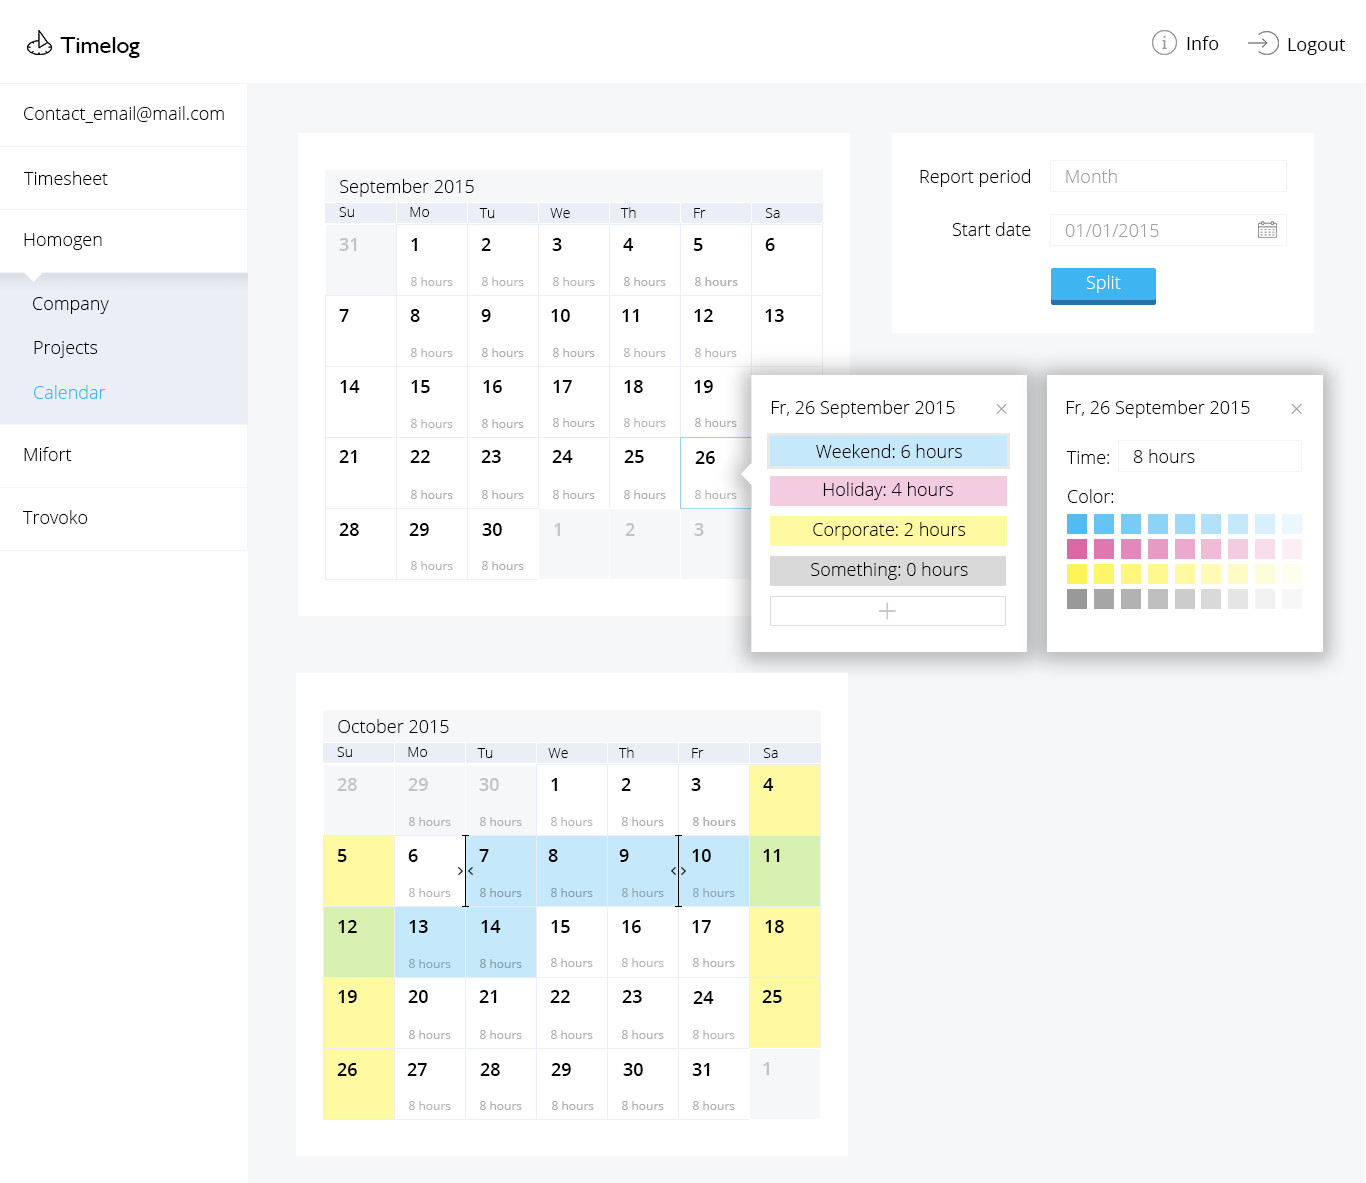 Timelog
Info
Logout
Contact_email@mail.com
Timesheet
Homogen
Company
Projects
Calendar
Mifort
Trovoko
September 2015
Su Mo Tu We Th Fr Sa
31 1 2 3 4 5 6
8 hours 8 hours 8 hours 8 hours 8 hours
7 8 9 10 11 12 13
8 hours 8 hours 8 hours 8 hours 8 hours
14 15 16 17 18 19
8 hours 8 hours 8 hours 8 hours 8 hours
21 22 23 24 25 26
8 hours 8 hours 8 hours 8 hours 8 hours
28 29 30 1 2 3
8 hours 8 hours
Report period Month
Start date 01/01/2015
Split
Fr, 26 September 2015
Weekend: 6 hours
Holiday: 4 hours
Corporate: 2 hours
Something: 0 hours
Fr, 26 September 2015
Time: 8 hours
Color:
October 2015
Su Mo Tu We Th Fr Sa
28 29 30 1 2 3 4
8 hours 8 hours 8 hours 8 hours 8 hours
5 6 7 8 9 10 11
8 hours 8 hours 8 hours 8 hours 8 hours
12 13 14 15 16 17 18
8 hours 8 hours 8 hours 8 hours 8 hours
19 20 21 22 23 24 25
8 hours 8 hours 8 hours 8 hours 8 hours
26 27 28 29 30 31 1
8 hours 8 hours 8 hours 8 hours 8 hours